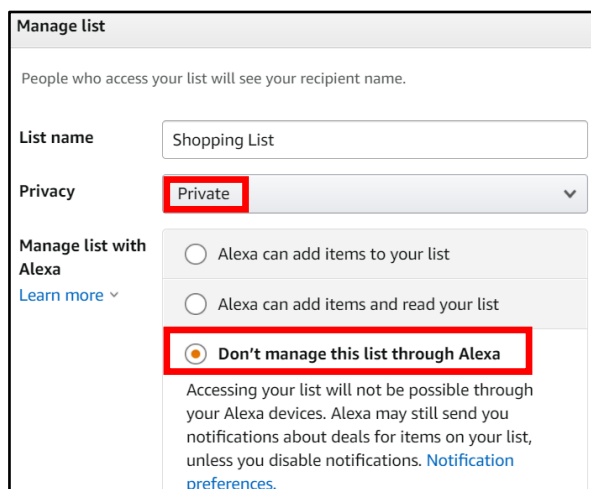 Manage list
People who access your list will see your recipient name.
List name
Shopping List
Privacy
Private
Manage list with
Alexa
Learn more
Alexa can add items to your list
Alexa can add items and read your list
Don’t manage this list through Alexa
Accessing your list will not be possible through
your Alexa devices. Alexa may still send you
notifications about deals for items on your list,
unless you disable notifications. Notification
preferences.